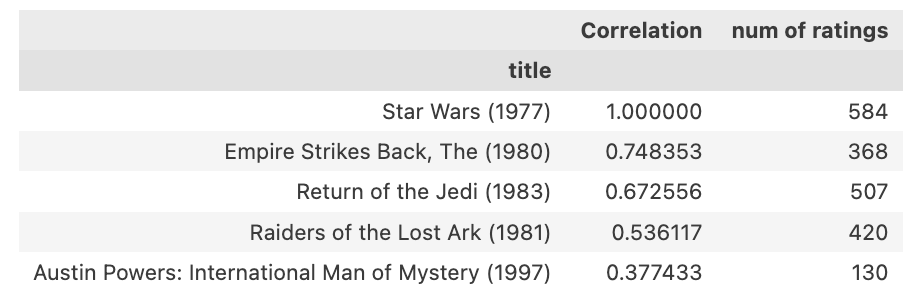 Correlation num of ratings
title
Star Wars (1977) 1.000000 584
Empire Strikes Back, The (1980) 0.748353 368
Return of the Jedi (1983) 0.672556 507
Raiders of the Lost Ark (1981) 0.536117 420
Austin Powers: International Man of Mystery (1997) 0.377433 130